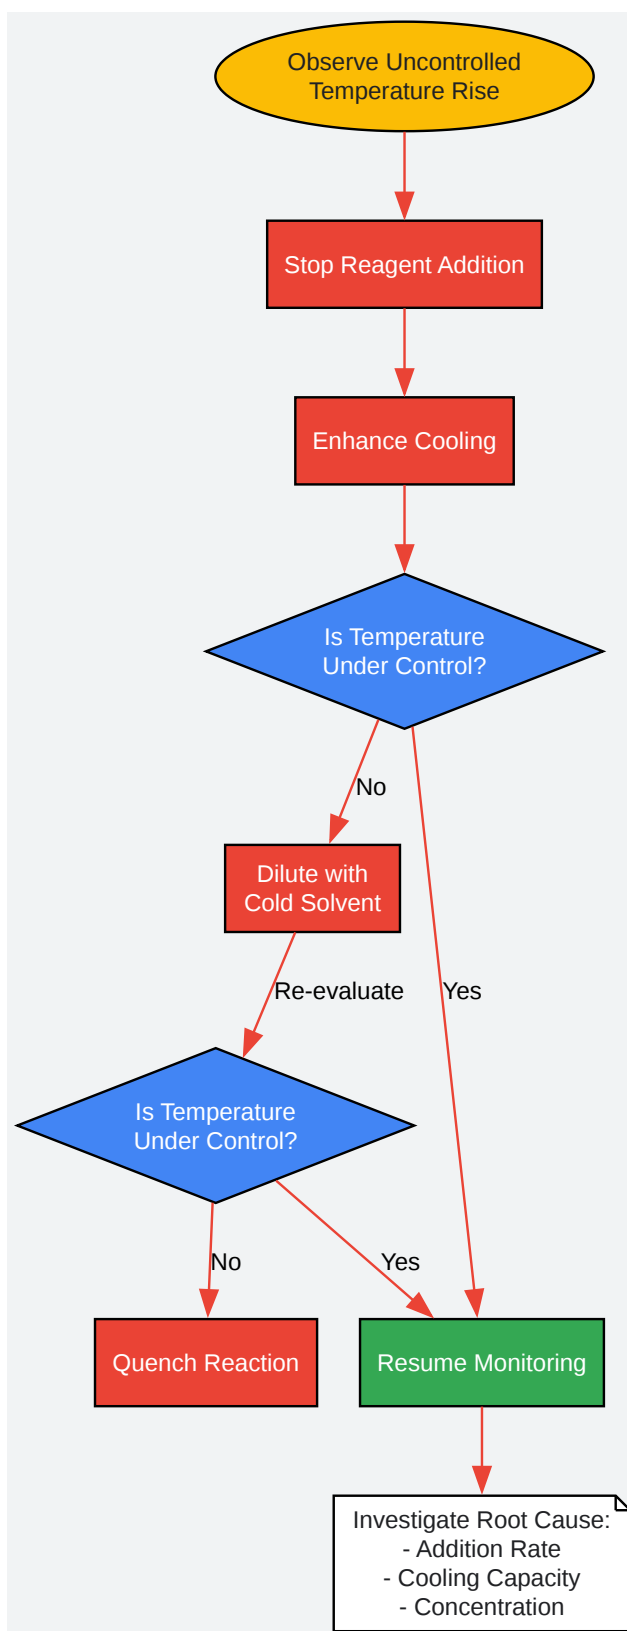 Observe Uncontrolled
Temperature Rise
Stop Reagent Addition
Enhance Cooling
Is Temperature
Under Control?
No
Dilute with
Cold Solvent
Re-evaluate
Yes
Is Temperature
Under Control?
No
Yes
Quench Reaction
Resume Monitoring
Investigate Root Cause:
- Addition Rate
- Cooling Capacity
- Concentration